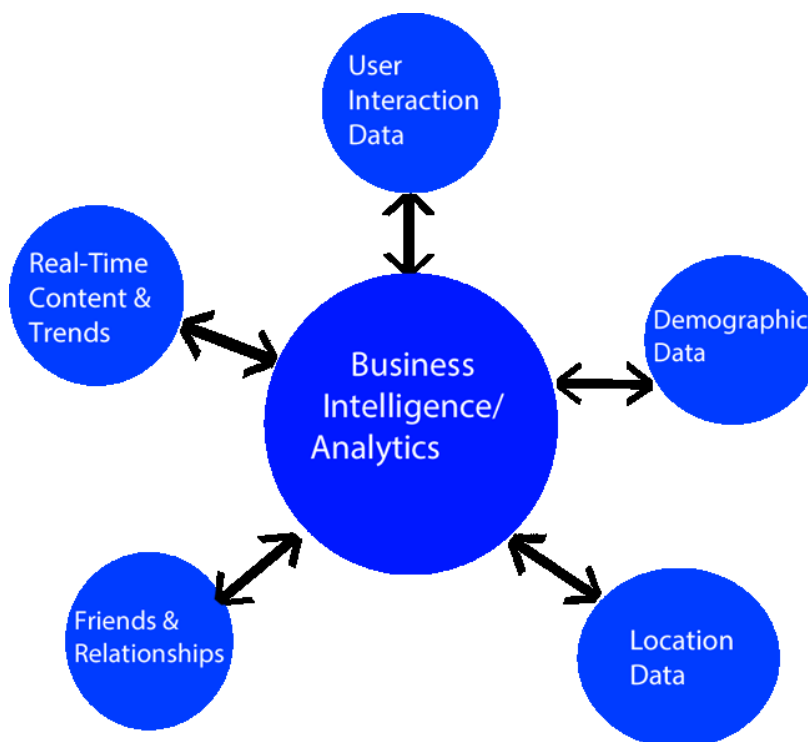 User
Interaction
Data
Real-Time
Content &
Trends
Demographic
Data
Business
Intelligence/
Analytics
Friends &
Relationships
Location
Data